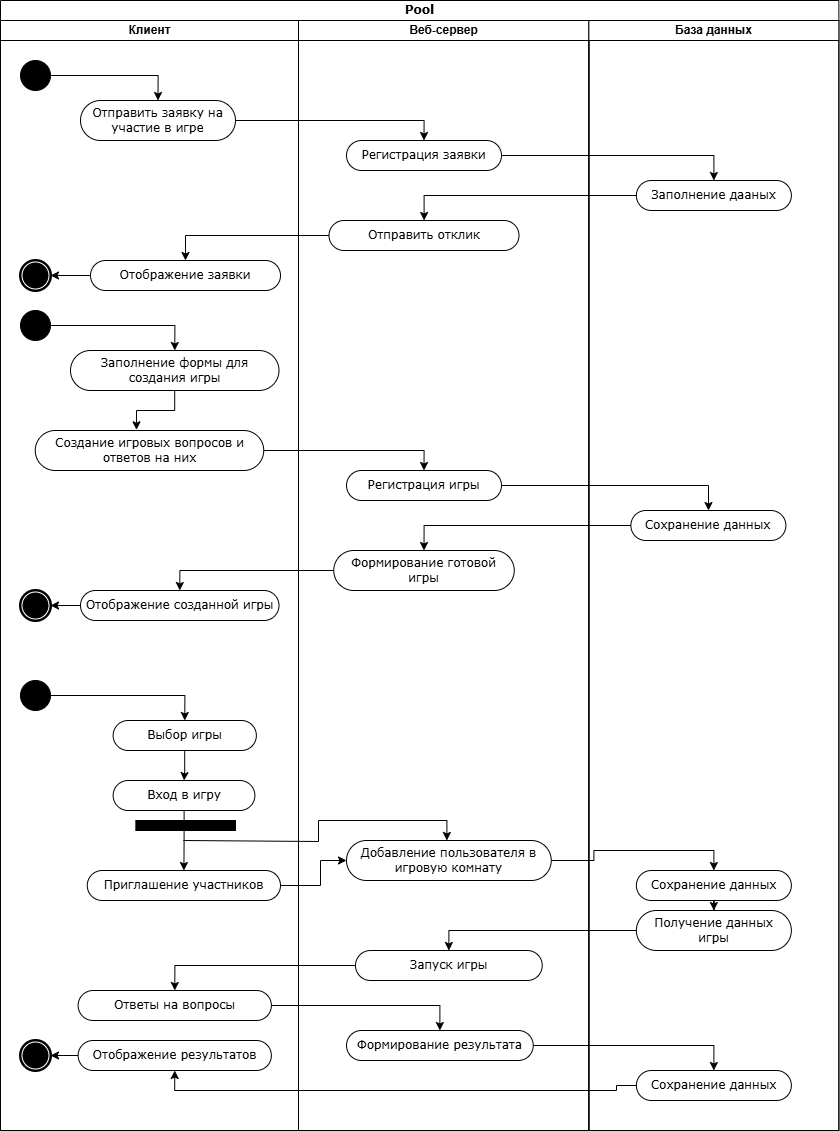 Pool
Клиент
Веб-сервер
База данных
Отправить заявку на
участие в игре
Регистрация заявки
Заполнение дааных
Отправить отклик
Отображение заявки
Заполнение формы для
создания игры
Создание игровых вопросов и
ответов на них
Регистрация игры
Сохранение данных
Формирование готовой
игры
Отображение созданной игры
Выбор игры
Вход в игру
Добавление пользователя в
игровую комнату
Приглашение участников
Сохранение данных
Получение данных
игры
Запуск игры
Ответы на вопросы
Формирование результата
Отображение результатов
Сохранение данных